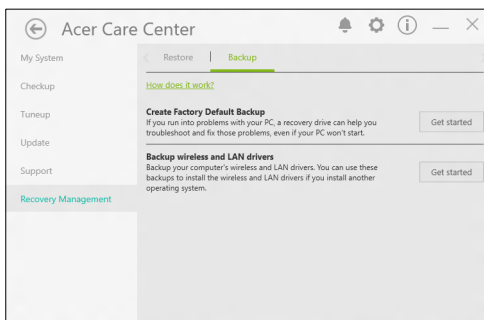 Acer Care Center
My System
Checkup
Tuneup
Update
Support
Recovery Management
Restore
Backup
How does it work?
Create Factory Default Backup
If you run into problems with your PC, a recovery drive can help you
troubleshoot and fix those problems, even if your PC won't start.
Get started
Backup wireless and LAN drivers
Backup your computer's wireless and LAN drivers. You can use these
backups to install the wireless and LAN drivers if you install another
operating system.
Get started